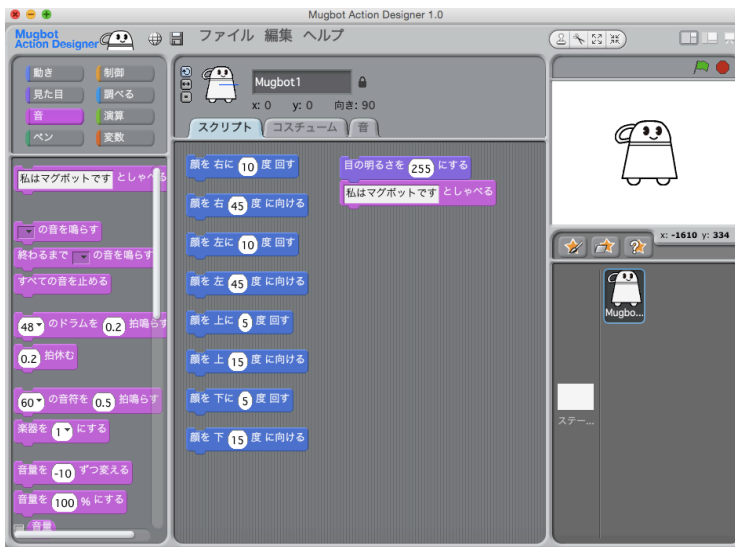 Mugbot Action Designer 1.0
Mugbot
Action Designer
ファイル 編集 ヘルプ
動き 制御
見た目 調べる
音 演算
ペン 変数
私はマグボットです としゃべる
の音を鳴らす
終わるまで の音を鳴らす
すべての音を止める
48 のドラムを 0.2 拍鳴らす
0.2 拍休む
60 の音符を 0.5 拍鳴らす
楽器を 1 にする
音量を -10 ずつ変える
音量を 100 % にする
音量
Mugbot1
x: 0 y: 0 向き: 90
スクリプト コスチューム 音
顔を 右に 10 度 回す
顔を 右 45 度 に向ける
顔を 左に 10 度 回す
顔を 左 45 度 に向ける
顔を 上に 5 度 回す
顔を 上 15 度 に向ける
顔を 下に 5 度 回す
顔を 下 15 度 に向ける
目の明るさを 255 にする
私はマグボットです としゃべる
x: -1610 y: 334
Mugbo...
ステー...